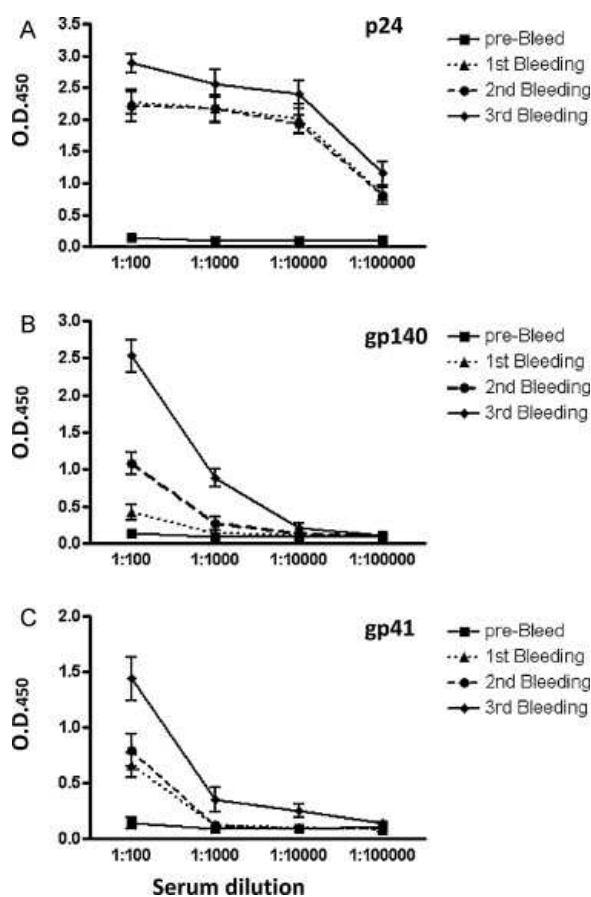 A
p24
3.5
3.0
2.5
2.0
1.5
1.0
0.5
0.0
O.D.450
1:100 1:1000 1:10000 1:100000
pre-Bleed
1st Bleeding
2nd Bleeding
3rd Bleeding
B
gp140
3.0
2.5
2.0
1.5
1.0
0.5
0.0
O.D.450
1:100 1:1000 1:10000 1:100000
pre-Bleed
1st Bleeding
2nd Bleeding
3rd Bleeding
C
gp41
2.0
1.5
1.0
0.5
0.0
O.D.450
1:100 1:1000 1:10000 1:100000
pre-Bleed
1st Bleeding
2nd Bleeding
3rd Bleeding
Serum dilution